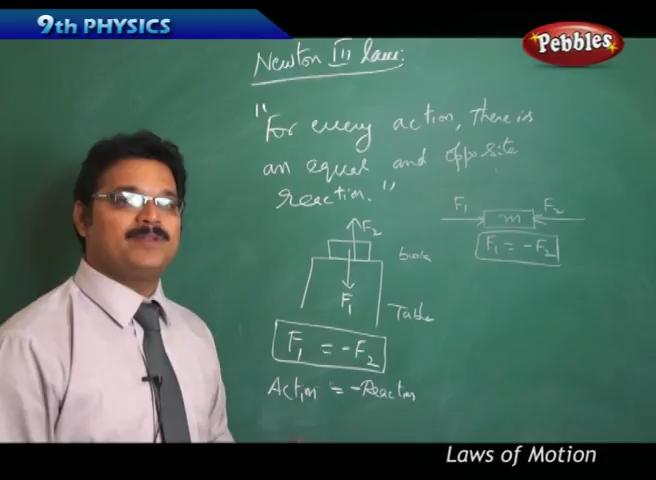 9th PHYSICS
Pebbles
Newton III law:
"For every action, There is
an equal and opposite
reaction."
F₂
book
F₁
Table
F₁ = -F₂
Action = -Reaction
F₁ m F₂
F₁ = -F₂
Laws of Motion